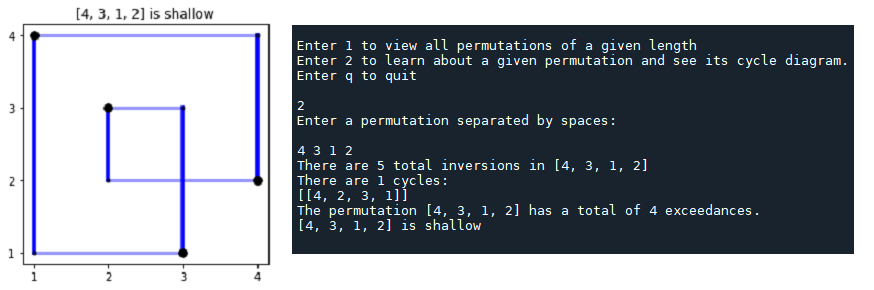 [4, 3, 1, 2] is shallow
4
3
2
1
1 2 3 4
Enter 1 to view all permutations of a given length
Enter 2 to learn about a given permutation and see its cycle diagram.
Enter q to quit
2
Enter a permutation separated by spaces:
4 3 1 2
There are 5 total inversions in [4, 3, 1, 2]
There are 1 cycles:
[[4, 2, 3, 1]]
The permutation [4, 3, 1, 2] has a total of 4 exceedances.
[4, 3, 1, 2] is shallow